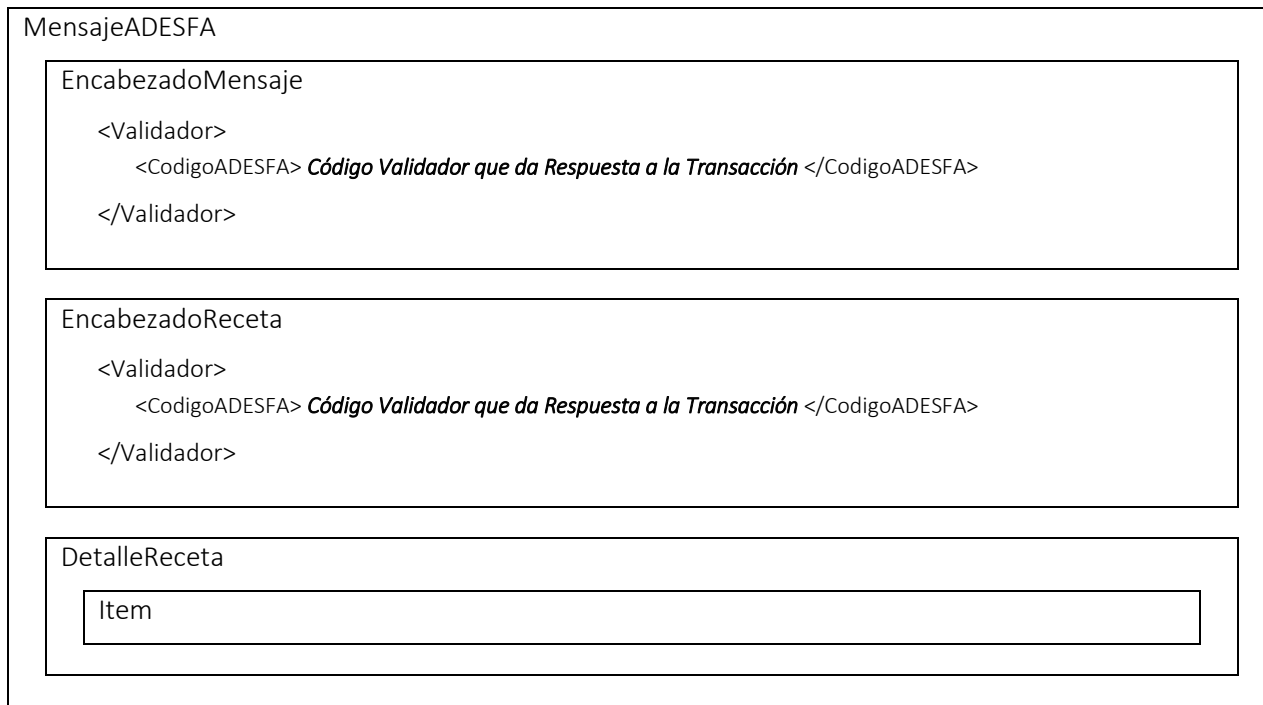 MensajeADESFA
EncabezadoMensaje
<Validador>
<CodigoADESFA> Código Validador que da Respuesta a la Transacción </CodigoADESFA>
</Validador>
EncabezadoReceta
<Validador>
<CodigoADESFA> Código Validador que da Respuesta a la Transacción </CodigoADESFA>
</Validador>
DetalleReceta
Item